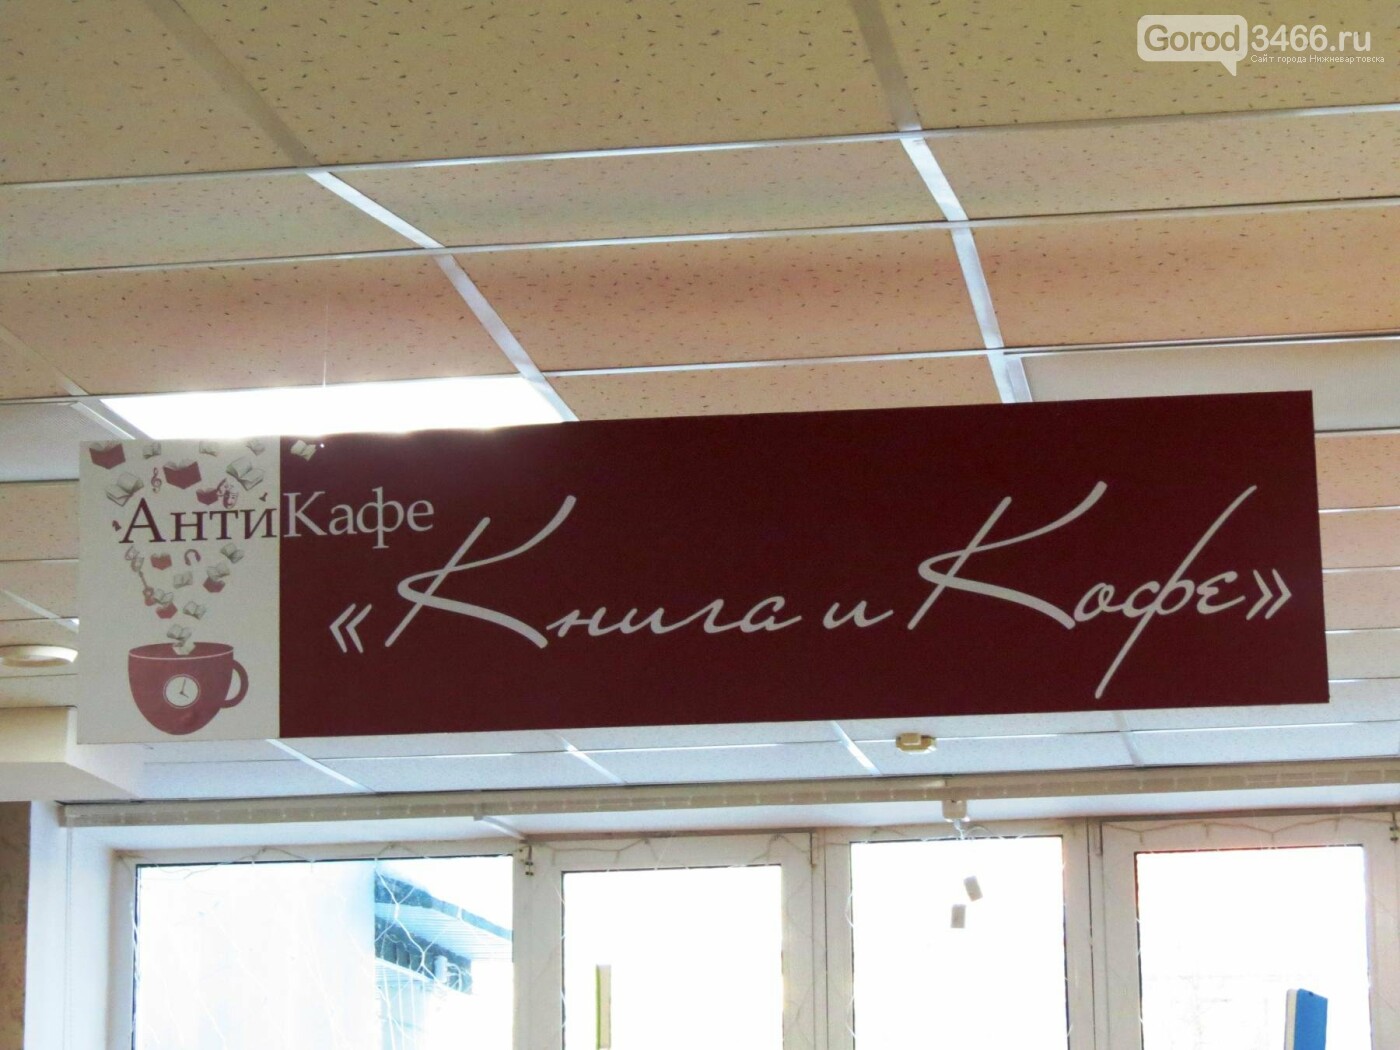 Gorod3466.ru
Сайт города Нижневартовска
АнтиКафе
«Книга и Кофе»